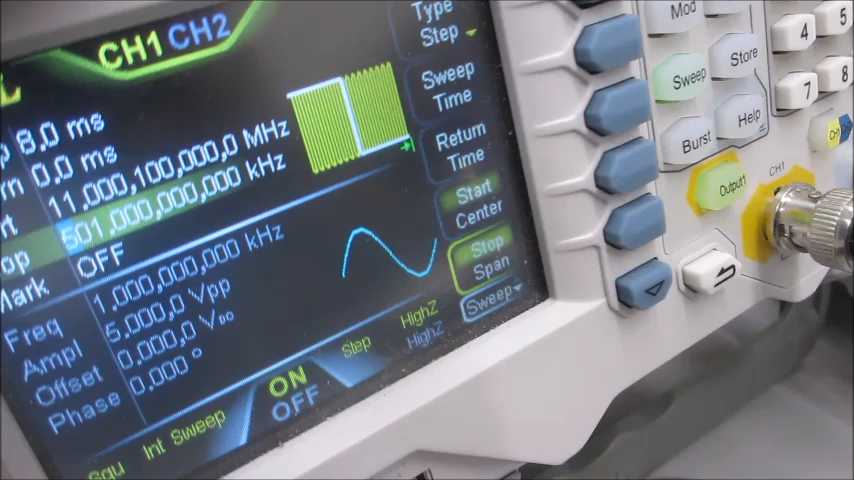 CH1 CH2
8.0 ms
0.0 ms
11,000,100,000,0 MHz
501,000,000,000 kHz
OFF
Mark
Freq 1,000,000,000 kHz
Ampl 5.000,0 Vpp
Offset 0.000,0 VDC
Phase 0.000 °
Squ Int Sweep
ON
OFF
Step
HighZ
HighZ
Type
Step
Sweep
Time
Return
Time
Start
Center
Stop
Span
Sweep
Mod
Sweep
Store
Burst
Help
Output1
CH1
4
5
7
8